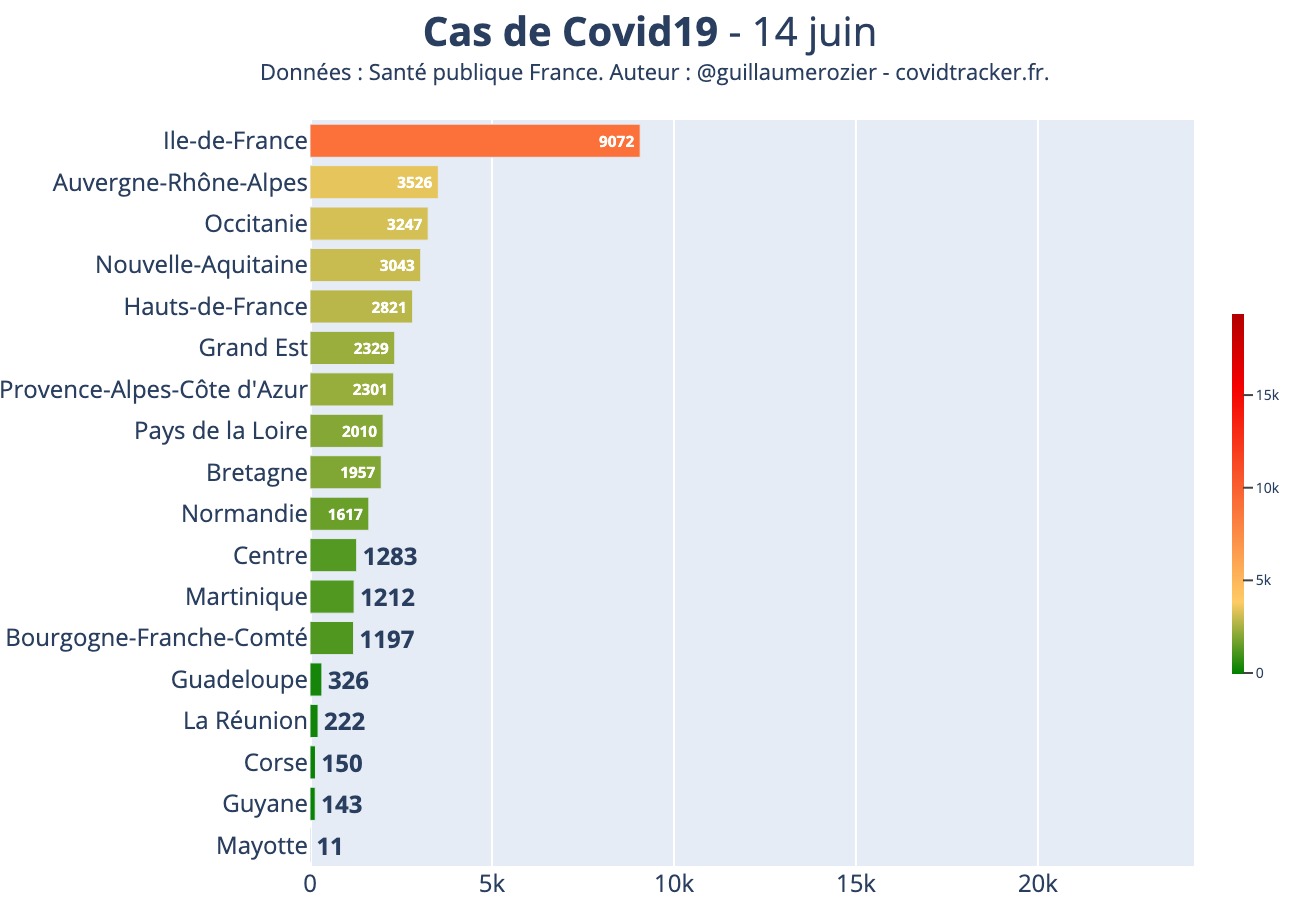 Cas de Covid19 - 14 juin
Données : Santé publique France. Auteur : @guillaumerozier - covidtracker.fr.
Ile-de-France 9072
Auvergne-Rhône-Alpes 3526
Occitanie 3247
Nouvelle-Aquitaine 3043
Hauts-de-France 2821
Grand Est 2329
Provence-Alpes-Côte d'Azur 2301
Pays de la Loire 2010
Bretagne 1957
Normandie 1617
Centre 1283
Martinique 1212
Bourgogne-Franche-Comté 1197
Guadeloupe 326
La Réunion 222
Corse 150
Guyane 143
Mayotte 11
0 5k 10k 15k 20k
15k
10k
5k
0